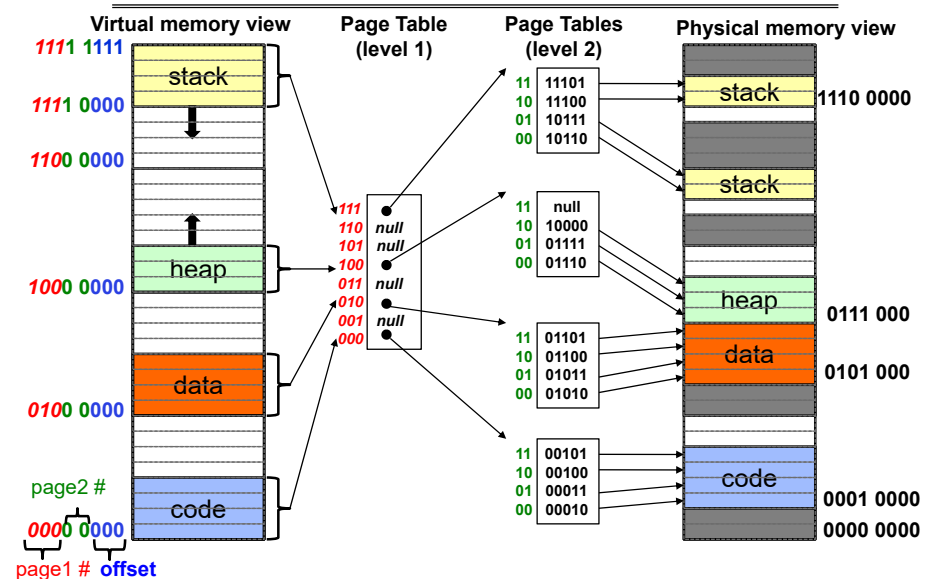 Virtual memory view
Page Table
(level 1)
Page Tables
(level 2)
Physical memory view
1111 1111
stack
1111 0000
1100 0000
heap
1000 0000
data
0100 0000
page2 #
code
0000 0000
page1 # offset
111
110 null
101 null
100
011 null
010
001 null
000
11 11101
10 11100
01 10111
00 10110
11 null
10 10000
01 01111
00 01110
11 01101
10 01100
01 01011
00 01010
11 00101
10 00100
01 00011
00 00010
stack
1110 0000
stack
heap
0111 000
data
0101 000
code
0001 0000
0000 0000